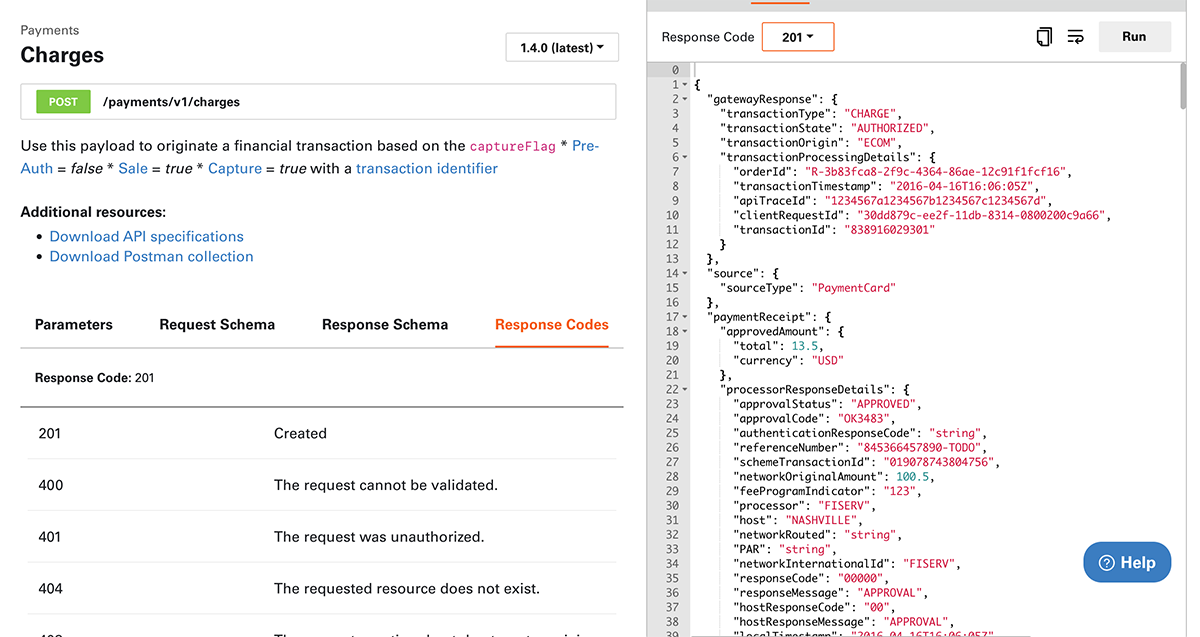 Payments
Charges
1.4.0 (latest)
POST /payments/v1/charges
Use this payload to originate a financial transaction based on the captureFlag * Pre-
Auth = false * Sale = true * Capture = true with a transaction identifier
Additional resources:
• Download API specifications
• Download Postman collection
Parameters Request Schema Response Schema Response Codes
Response Code: 201
201 Created
400 The request cannot be validated.
401 The request was unauthorized.
404 The requested resource does not exist.
Response Code 201 Run
0
1 {
2 "gatewayResponse": {
3 "transactionType": "CHARGE",
4 "transactionState": "AUTHORIZED",
5 "transactionOrigin": "ECOM",
6 "transactionProcessingDetails": {
7 "orderId": "R-3b83fca8-2f9c-4364-86ae-12c91f1fcf16",
8 "transactionTimestamp": "2016-04-16T16:06:05Z",
9 "apiTraceId": "1234567a1234567b1234567c1234567d",
10 "clientRequestId": "30dd879c-ee2f-11db-8314-0800200c9a66",
11 "transactionId": "838916029301"
12 }
13 },
14 "source": {
15 "sourceType": "PaymentCard"
16 },
17 "paymentReceipt": {
18 "approvedAmount": {
19 "total": 13.5,
20 "currency": "USD"
21 },
22 "processorResponseDetails": {
23 "approvalStatus": "APPROVED",
24 "approvalCode": "OK3483",
25 "authenticationResponseCode": "string",
26 "referenceNumber": "845366457890-TODO",
27 "schemeTransactionId": "019078743804756",
28 "networkOriginalAmount": 100.5,
29 "feeProgramIndicator": "123",
30 "processor": "FISERV",
31 "host": "NASHVILLE",
32 "networkRouted": "string",
33 "PAR": "string",
34 "networkInternationalId": "FISERV",
35 "responseCode": "00000",
36 "responseMessage": "APPROVAL",
37 "hostResponseCode": "00",
38 "hostResponseMessage": "APPROVAL",
39 "localTimestamp": "2016-04-16T16:06:05Z",
Help